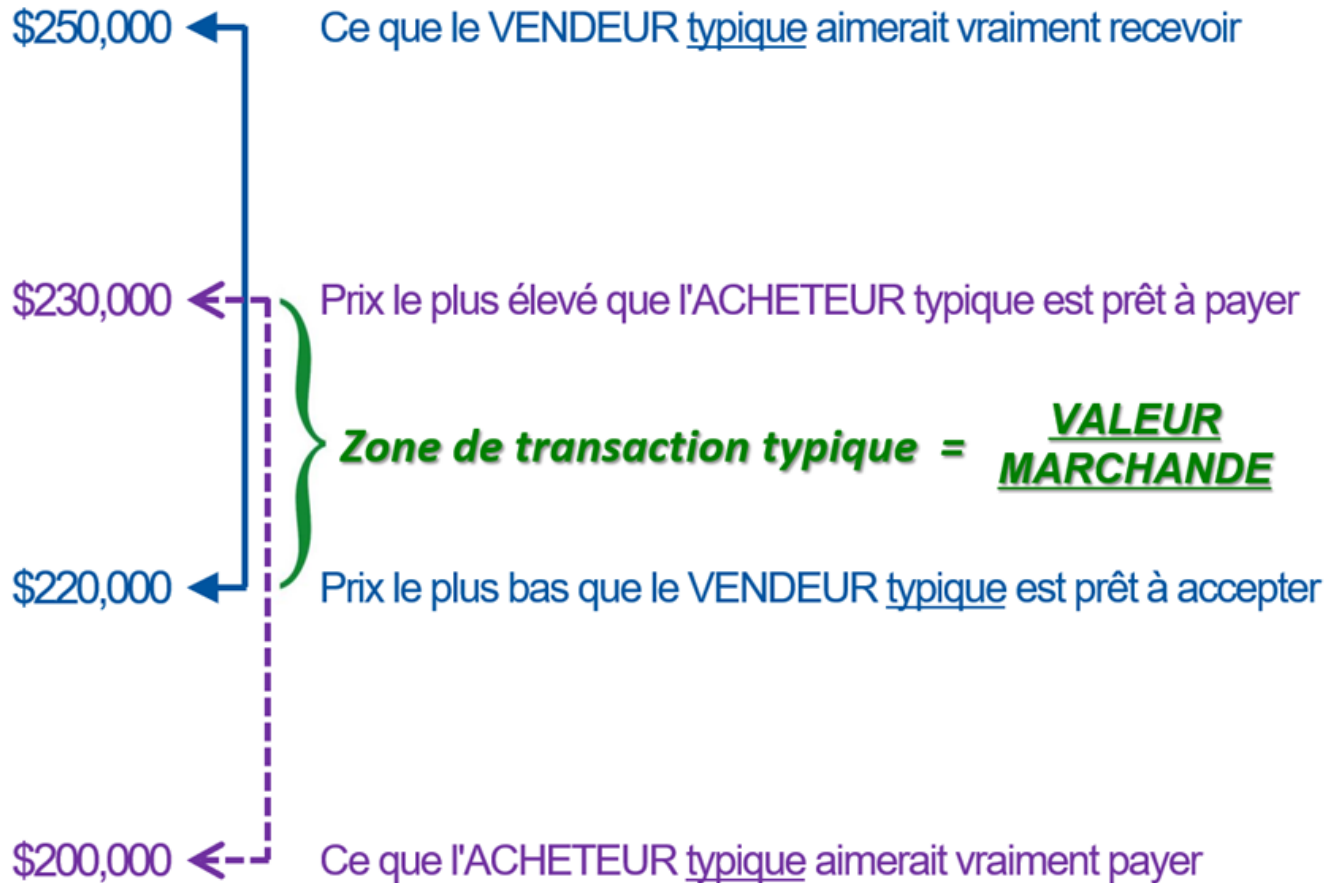 $250,000 Ce que le VENDEUR typique aimerait vraiment recevoir
$230,000 Prix le plus élevé que l'ACHETEUR typique est prêt à payer
Zone de transaction typique = VALEUR
MARCHANDE
$220,000 Prix le plus bas que le VENDEUR typique est prêt à accepter
$200,000 Ce que l'ACHETEUR typique aimerait vraiment payer